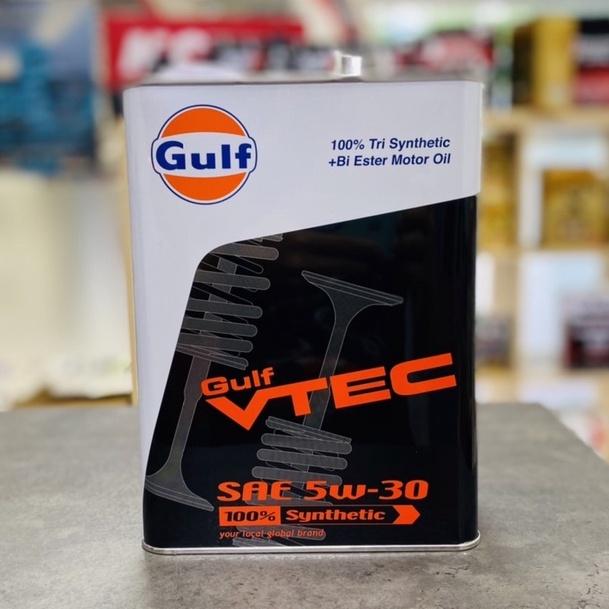 Gulf
100% Tri Synthetic
+Bi Ester Motor Oil
Gulf
VTEC
SAE 5w-30
100% Synthetic
your local global brand